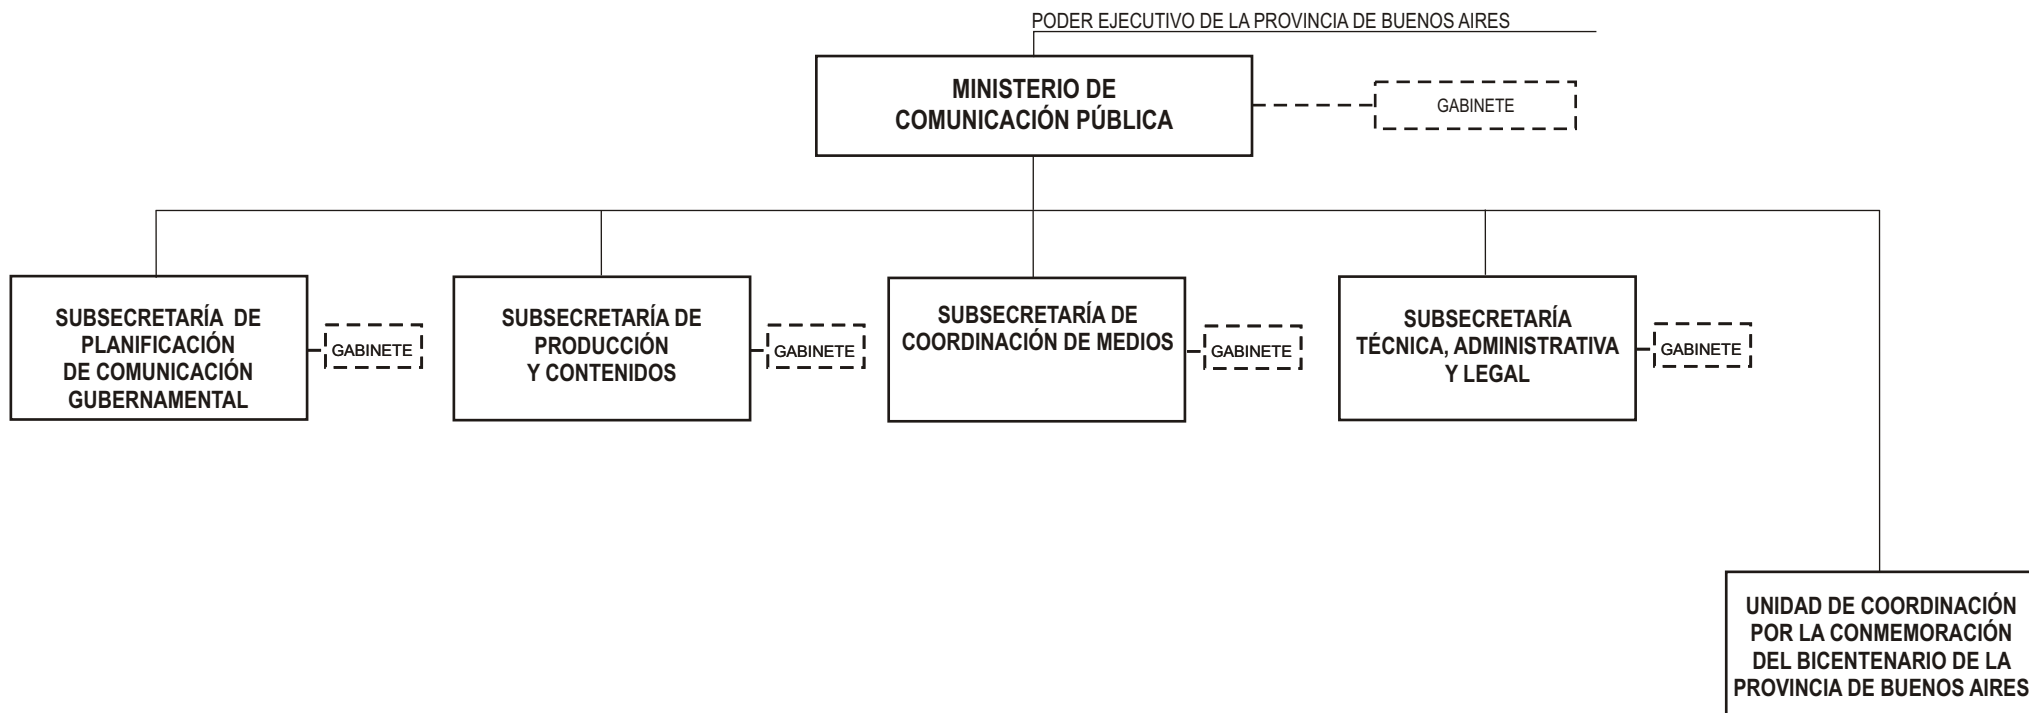 PODER EJECUTIVO DE LA PROVINCIA DE BUENOS AIRES
MINISTERIO DE
COMUNICACIÓN PÚBLICA
GABINETE
SUBSECRETARÍA DE
PLANIFICACIÓN
DE COMUNICACIÓN
GUBERNAMENTAL
GABINETE
SUBSECRETARÍA DE
PRODUCCIÓN
Y CONTENIDOS
GABINETE
SUBSECRETARÍA DE
COORDINACIÓN DE MEDIOS
GABINETE
SUBSECRETARÍA
TÉCNICA, ADMINISTRATIVA
Y LEGAL
GABINETE
UNIDAD DE COORDINACIÓN
POR LA CONMEMORACIÓN
DEL BICENTENARIO DE LA
PROVINCIA DE BUENOS AIRES